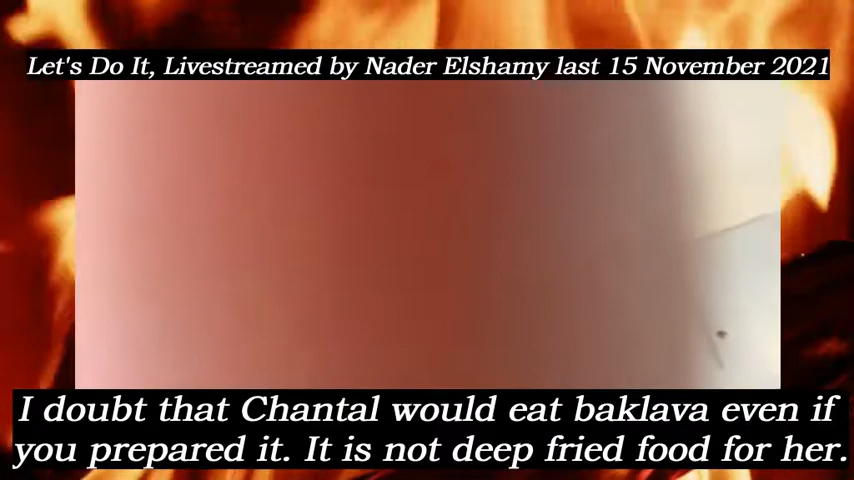 Let's Do It, Livestreamed by Nader Elshamy last 15 November 2021
I doubt that Chantal would eat baklava even if
you prepared it. It is not deep fried food for her.